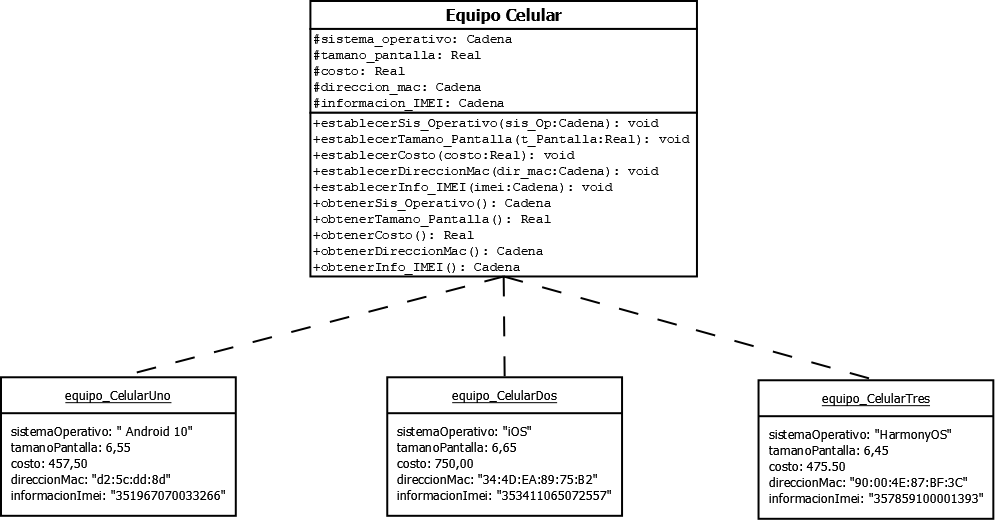 Equipo Celular
#sistema_operativo: Cadena
#tamano_pantalla: Real
#costo: Real
#direccion_mac: Cadena
#informacion_IMEI: Cadena
+establecerSis_Operativo(sis_Op:Cadena): void
+establecerTamano_Pantalla(t_Pantalla:Real): void
+establecerCosto(costo:Real): void
+establecerDireccionMac(dir_mac:Cadena): void
+establecerInfo_IMEI(imei:Cadena): void
+obtenerSis_Operativo(): Cadena
+obtenerTamano_Pantalla(): Real
+obtenerCosto(): Real
+obtenerDireccionMac(): Cadena
+obtenerInfo_IMEI(): Cadena
equipo_CelularUno
sistemaOperativo: " Android 10"
tamanoPantalla: 6,55
costo: 457,50
direccionMac: "d2:5c:dd:8d"
informacionImei: "351967070033266"
equipo_CelularDos
sistemaOperativo: "iOS"
tamanoPantalla: 6,65
costo: 750,00
direccionMac: "34:4D:EA:89:75:B2"
informacionImei: "353411065072557"
equipo_CelularTres
sistemaOperativo: "HarmonyOS"
tamanoPantalla: 6,45
costo: 475.50
direccionMac: "90:00:4E:87:BF:3C"
informacionImei: "357859100001393"